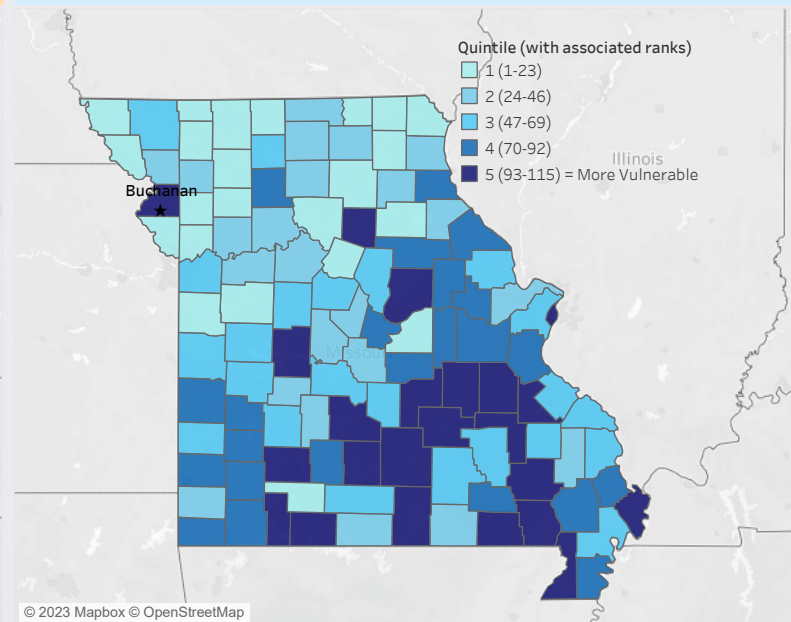 Quintile (with associated ranks)
1 (1-23)
2 (24-46)
3 (47-69)
4 (70-92)
5 (93-115) = More Vulnerable
Illinois
Buchanan
Missouri
© 2023 Mapbox © OpenStreetMap